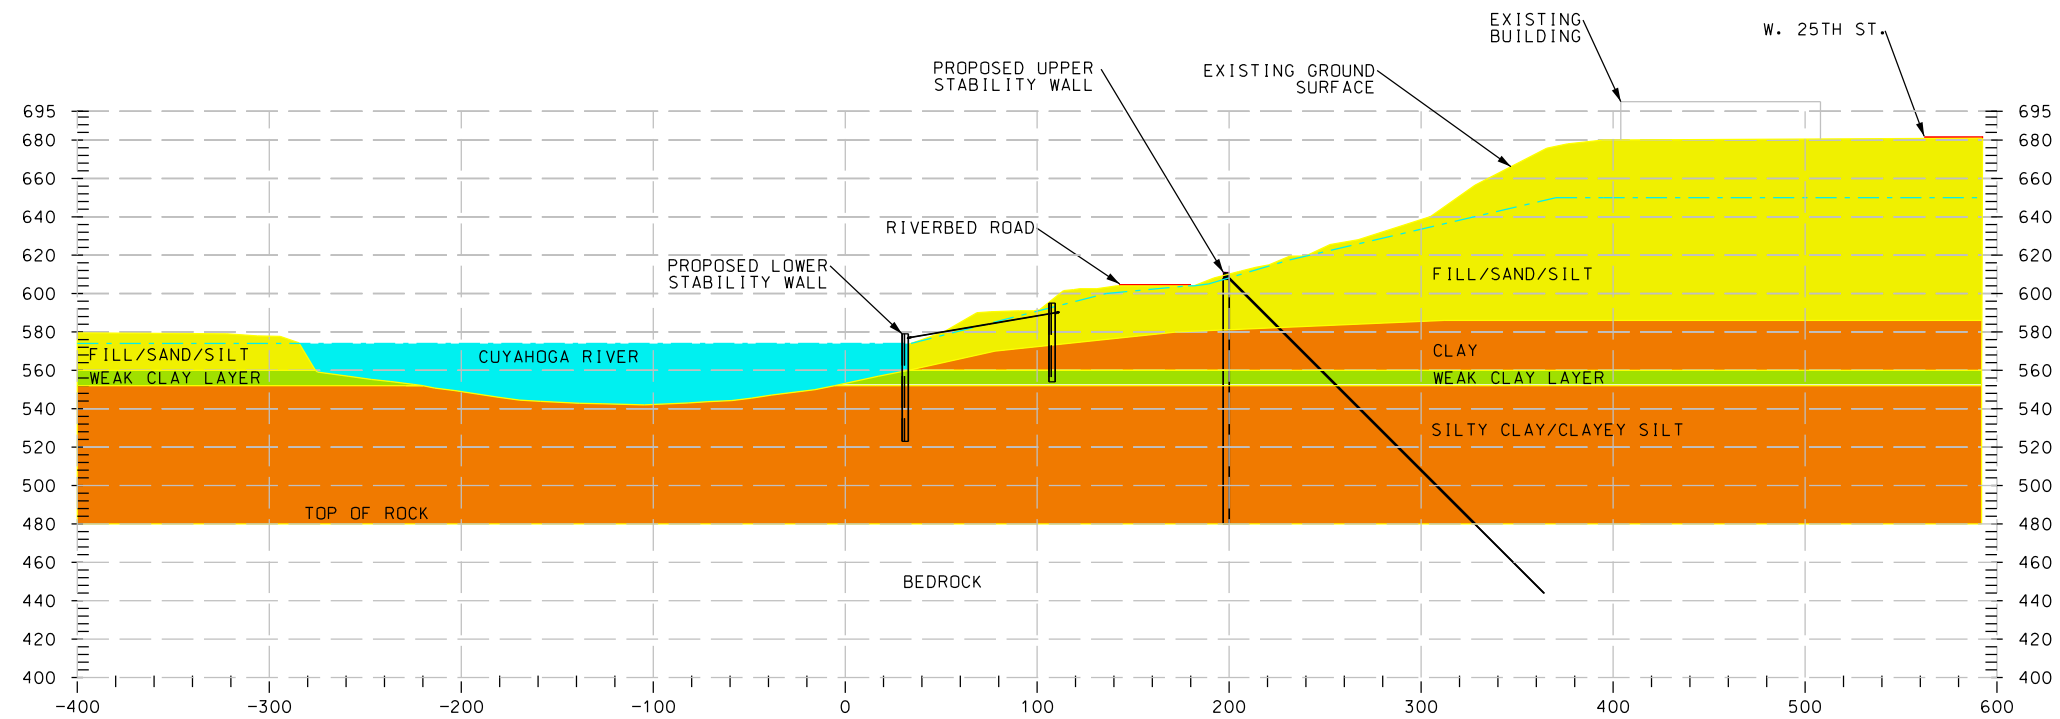 EXISTING
BUILDING
W. 25TH ST.
PROPOSED UPPER
STABILITY WALL
EXISTING GROUND
SURFACE
695
695
680
680
660
660
640
640
RIVERBED ROAD
620
620
PROPOSED LOWER
STABILITY WALL
FILL/SAND/SILT
600
600
580
580
FILL/SAND/SILT
CUYAHOGA RIVER
CLAY
560
560
WEAK CLAY LAYER
WEAK CLAY LAYER
540
540
SILTY CLAY/CLAYEY SILT
520
520
500
500
TOP OF ROCK
480
480
460
460
BEDROCK
440
440
420
420
400
400
-400 -300 -200 -100 0 100 200 300 400 500 600